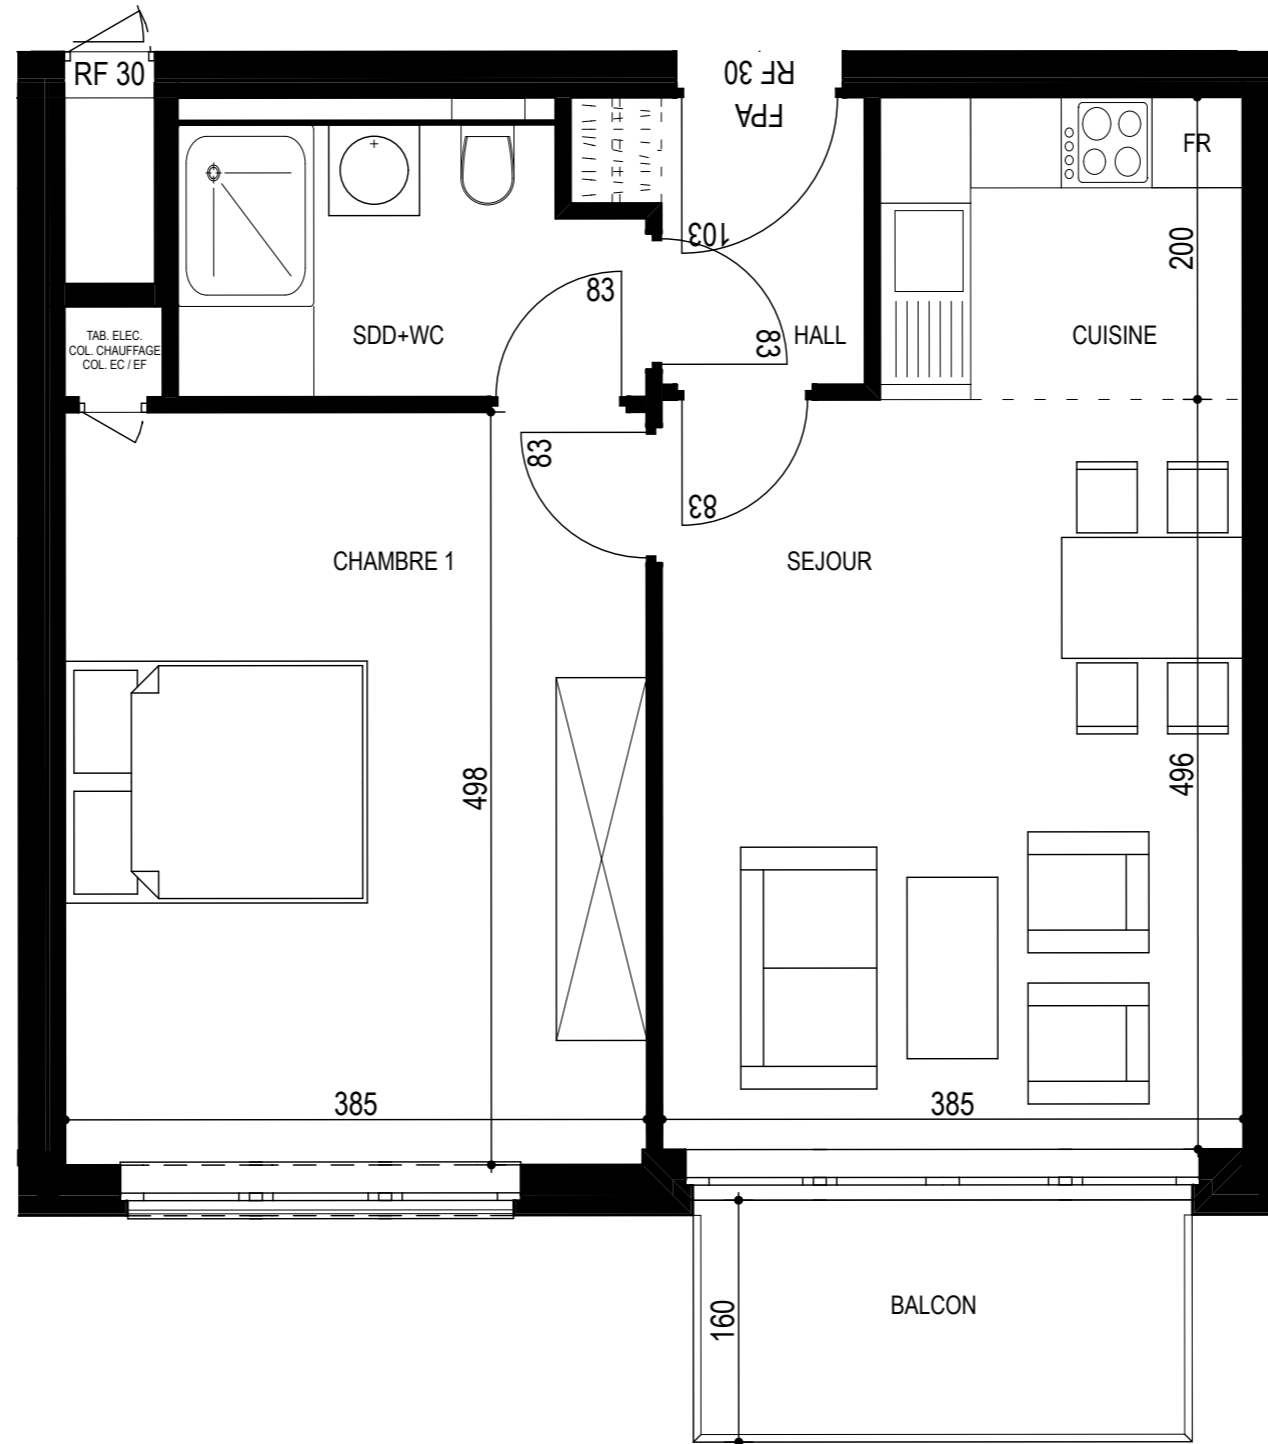 RF 30
RF 30
FPA
FR
103
200
83
83
SDD+WC
HALL
CUISINE
TAB. ELEC.
COL. CHAUFFAGE
COL. EC / EF
83
83
CHAMBRE 1
SEJOUR
498
496
385
385
160
BALCON